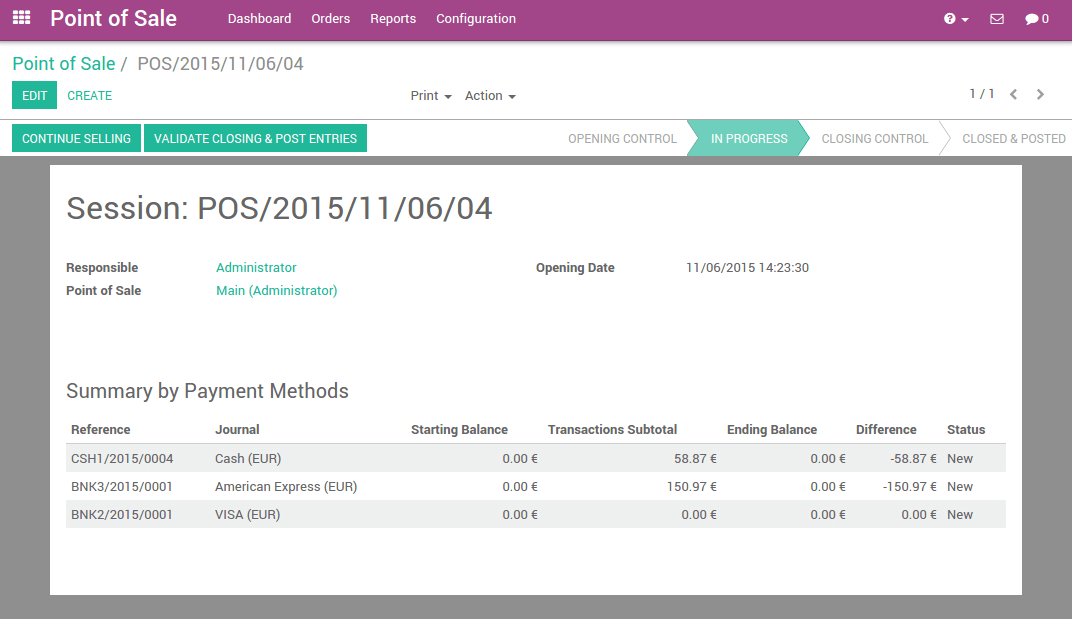 Point of Sale Dashboard Orders Reports Configuration ? 0
Point of Sale / POS/2015/11/06/04
EDIT CREATE Print Action 1 / 1
CONTINUE SELLING VALIDATE CLOSING & POST ENTRIES OPENING CONTROL IN PROGRESS CLOSING CONTROL CLOSED & POSTED
Session: POS/2015/11/06/04
Responsible Administrator Opening Date 11/06/2015 14:23:30
Point of Sale Main (Administrator)
Summary by Payment Methods
Reference Journal Starting Balance Transactions Subtotal Ending Balance Difference Status
CSH1/2015/0004 Cash (EUR) 0.00 € 58.87 € 0.00 € -58.87 € New
BNK3/2015/0001 American Express (EUR) 0.00 € 150.97 € 0.00 € -150.97 € New
BNK2/2015/0001 VISA (EUR) 0.00 € 0.00 € 0.00 € 0.00 € New